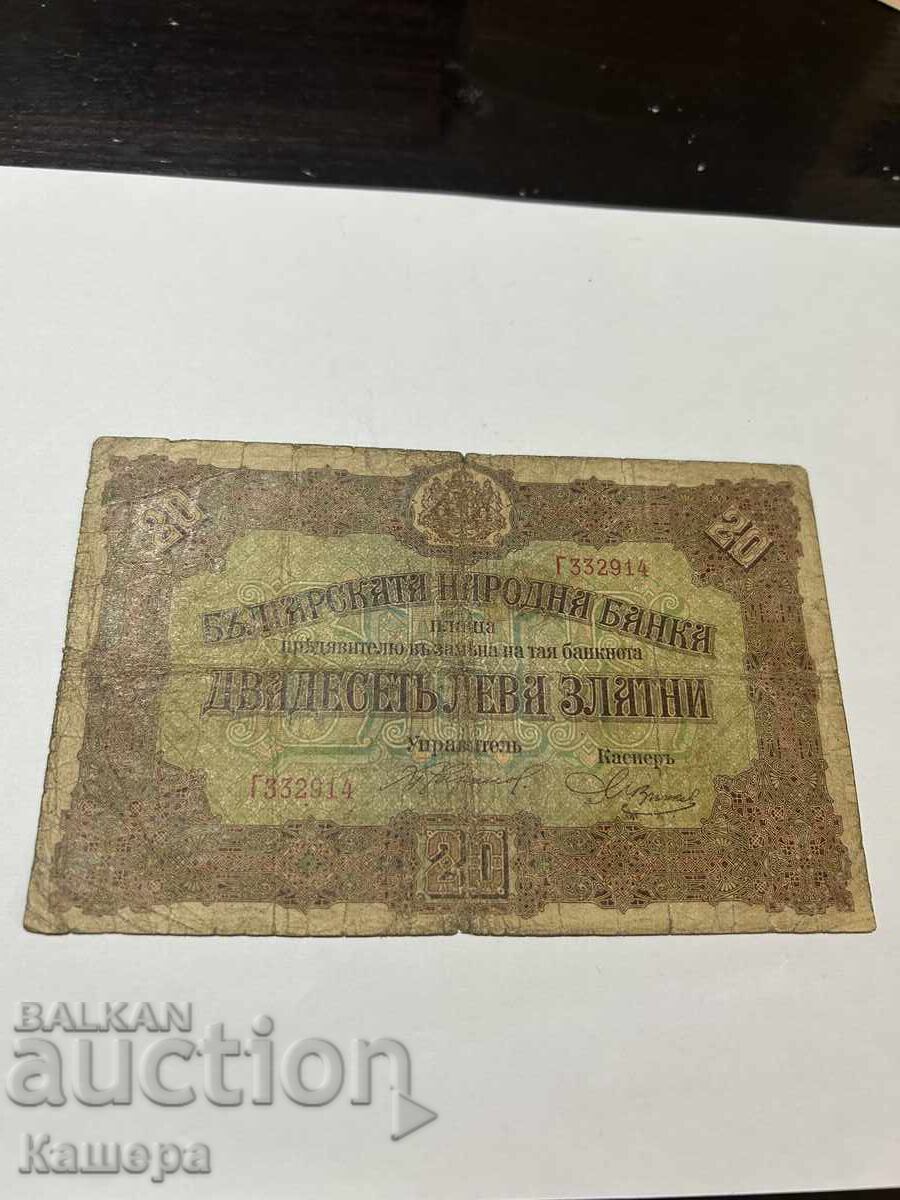 20
20
Г332914
БЪЛГАРСКАТА НАРОДНА БАНКА
плаща
предявителю въ замѣна на тая банкнота
ДВАДЕСЕТЬ ЛЕВА ЗЛАТНИ
Управитель
Касиеръ
Г332914
20
BALKAN
auction
Кашера